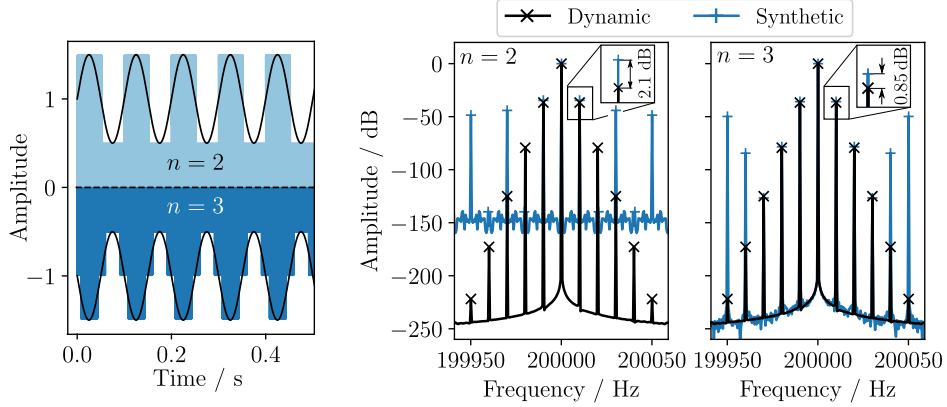 Dynamic
Synthetic
Amplitude
1
0
−1
n = 2
n = 3
0.0
0.2
0.4
Time / s
Amplitude / dB
0
−50
−100
−150
−200
−250
n = 2
2.1 dB
199950
200000
200050
Frequency / Hz
n = 3
0.85 dB
199950
200000
200050
Frequency / Hz